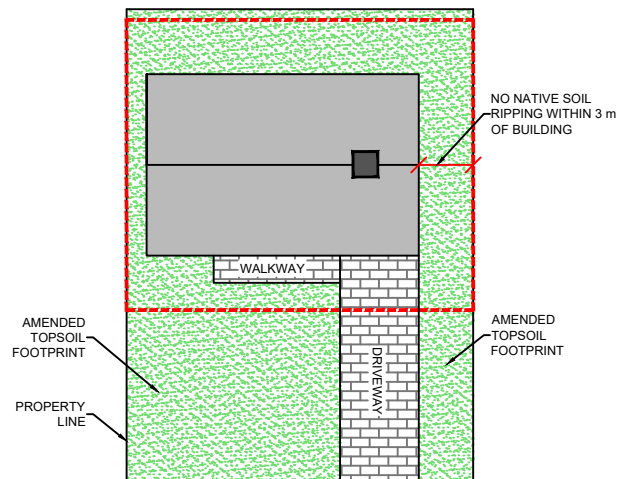 NO NATIVE SOIL
RIPPING WITHIN 3 m
OF BUILDING
WALKWAY
AMENDED
TOPSOIL
FOOTPRINT
AMENDED
TOPSOIL
FOOTPRINT
DRIVEWAY
PROPERTY
LINE